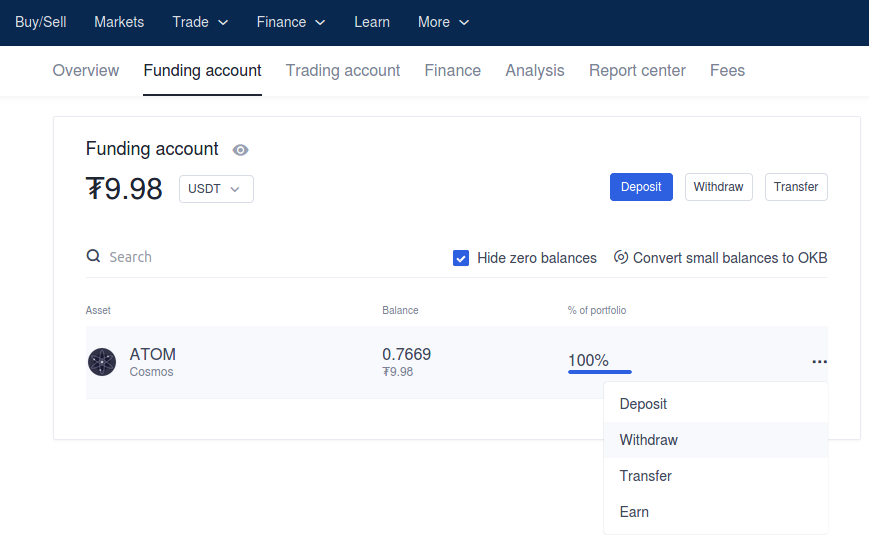 Buy/Sell Markets Trade Finance Learn More
Overview Funding account Trading account Finance Analysis Report center Fees
Funding account
₮9.98 USDT Deposit Withdraw Transfer
Search Hide zero balances Convert small balances to OKB
Asset Balance % of portfolio
ATOM 0.7669 100% ...
Cosmos ₮9.98
Deposit
Withdraw
Transfer
Earn